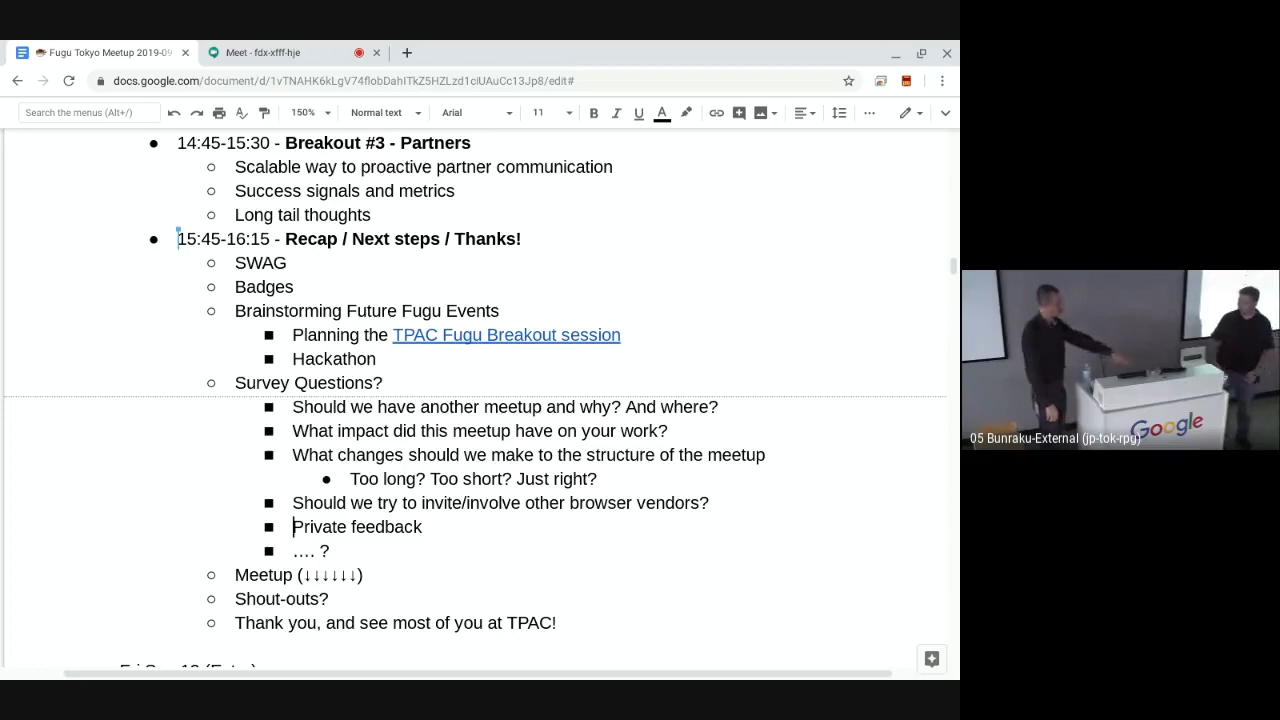 Fugu Tokyo Meetup 2019-09
Meet - fdx-xfff-hje
Search the menus (Alt+/)
150%
Normal text
Arial
11
B I U A
14:45-15:30 - Breakout #3 - Partners
Scalable way to proactive partner communication
Success signals and metrics
Long tail thoughts
15:45-16:15 - Recap / Next steps / Thanks!
SWAG
Badges
Brainstorming Future Fugu Events
Planning the TPAC Fugu Breakout session
Hackathon
Survey Questions?
Should we have another meetup and why? And where?
What impact did this meetup have on your work?
What changes should we make to the structure of the meetup
Too long? Too short? Just right?
Should we try to invite/involve other browser vendors?
Private feedback
…. ?
Meetup (↓↓↓↓↓↓)
Shout-outs?
Thank you, and see most of you at TPAC!
Google
05 Bunraku-External (jp-tok-rpg)